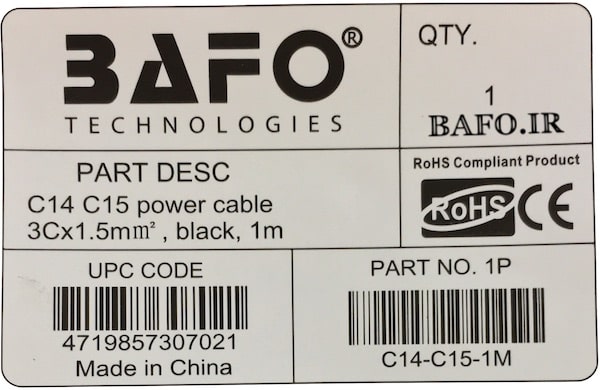 BAFO®
TECHNOLOGIES
QTY.
1
BAFO.IR
PART DESC
C14 C15 power cable
3Cx1.5mm², black, 1m
RoHS Compliant Product
RoHS CE
UPC CODE
4719857307021
Made in China
PART NO. 1P
C14-C15-1M